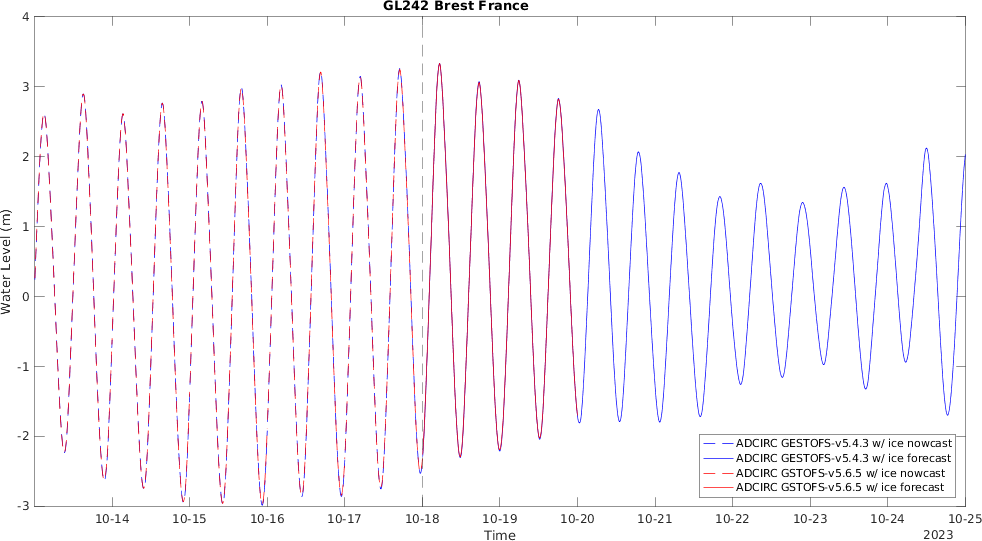 GL242 Brest France
4
3
2
1
0
-1
-2
-3
Water Level (m)
ADCIRC GESTOFS-v5.4.3 w/ ice nowcast
ADCIRC GESTOFS-v5.4.3 w/ ice forecast
ADCIRC GSTOFS-v5.6.5 w/ ice nowcast
ADCIRC GSTOFS-v5.6.5 w/ ice forecast
10-14 10-15 10-16 10-17 10-18 10-19 10-20 10-21 10-22 10-23 10-24 10-25
Time
2023